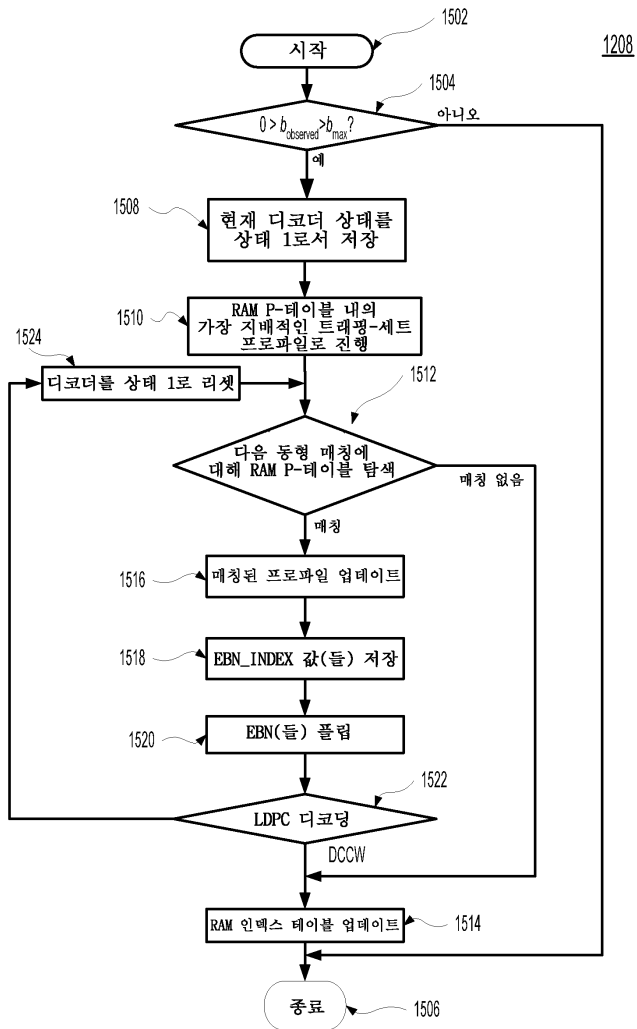 1502
시작
1208
1504
0 > b_observed > b_max?
아니오
예
1508
현재 디코더 상태를
상태 1로서 저장
1510
RAM P-테이블 내의
가장 지배적인 트래핑-세트
프로파일로 진행
1524
디코더를 상태 1로 리셋
1512
다음 동형 매칭에
대해 RAM P-테이블 탐색
매칭 없음
매칭
1516
매칭된 프로파일 업데이트
1518
EBN_INDEX 값(들) 저장
1520
EBN(들) 플립
1522
LDPC 디코딩
DCCW
RAM 인덱스 테이블 업데이트
1514
종료
1506